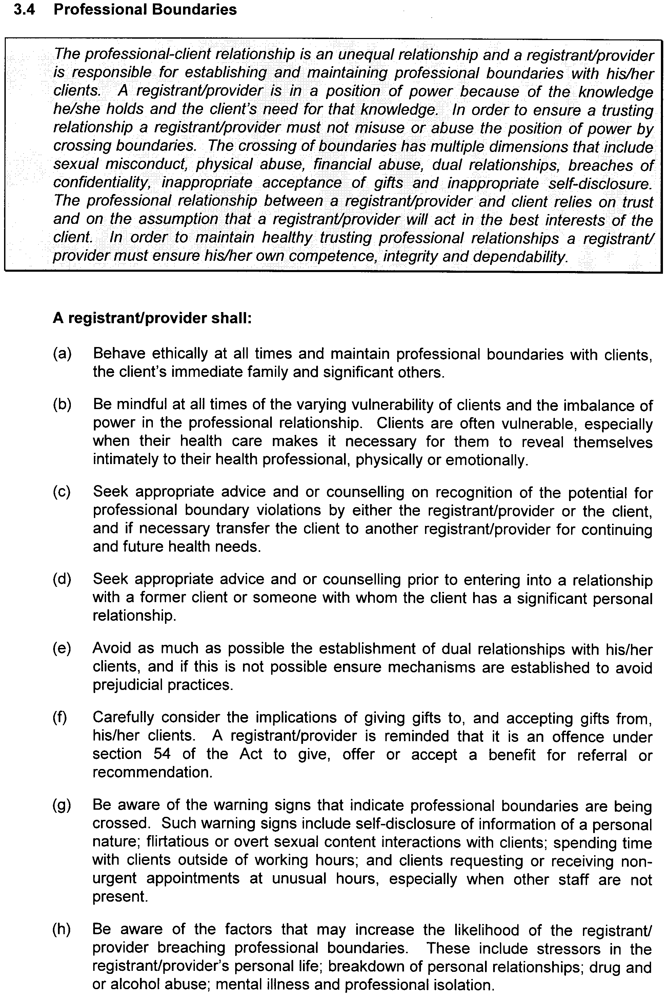 3.4 Professional Boundaries
The professional-client relationship is an unequal relationship and a registrant/provider
is responsible for establishing and maintaining professional boundaries with his/her
clients. A registrant/provider is in a position of power because of the knowledge
he/she holds and the client's need for that knowledge. In order to ensure a trusting
relationship a registrant/provider must not misuse or abuse the position of power by
crossing boundaries. The crossing of boundaries has multiple dimensions that include
sexual misconduct, physical abuse, financial abuse, dual relationships, breaches of
confidentiality, inappropriate acceptance of gifts and inappropriate self-disclosure.
The professional relationship between a registrant/provider and client relies on trust
and on the assumption that a registrant/provider will act in the best interests of the
client. In order to maintain healthy trusting professional relationships a registrant/
provider must ensure his/her own competence, integrity and dependability.
A registrant/provider shall:
(a) Behave ethically at all times and maintain professional boundaries with clients,
the client's immediate family and significant others.
(b) Be mindful at all times of the varying vulnerability of clients and the imbalance of
power in the professional relationship. Clients are often vulnerable, especially
when their health care makes it necessary for them to reveal themselves
intimately to their health professional, physically or emotionally.
(c) Seek appropriate advice and or counselling on recognition of the potential for
professional boundary violations by either the registrant/provider or the client,
and if necessary transfer the client to another registrant/provider for continuing
and future health needs.
(d) Seek appropriate advice and or counselling prior to entering into a relationship
with a former client or someone with whom the client has a significant personal
relationship.
(e) Avoid as much as possible the establishment of dual relationships with his/her
clients, and if this is not possible ensure mechanisms are established to avoid
prejudicial practices.
(f) Carefully consider the implications of giving gifts to, and accepting gifts from,
his/her clients. A registrant/provider is reminded that it is an offence under
section 54 of the Act to give, offer or accept a benefit for referral or
recommendation.
(g) Be aware of the warning signs that indicate professional boundaries are being
crossed. Such warning signs include self-disclosure of information of a personal
nature; flirtatious or overt sexual content interactions with clients; spending time
with clients outside of working hours; and clients requesting or receiving non-
urgent appointments at unusual hours, especially when other staff are not
present.
(h) Be aware of the factors that may increase the likelihood of the registrant/
provider breaching professional boundaries. These include stressors in the
registrant/provider's personal life; breakdown of personal relationships; drug and
or alcohol abuse; mental illness and professional isolation.